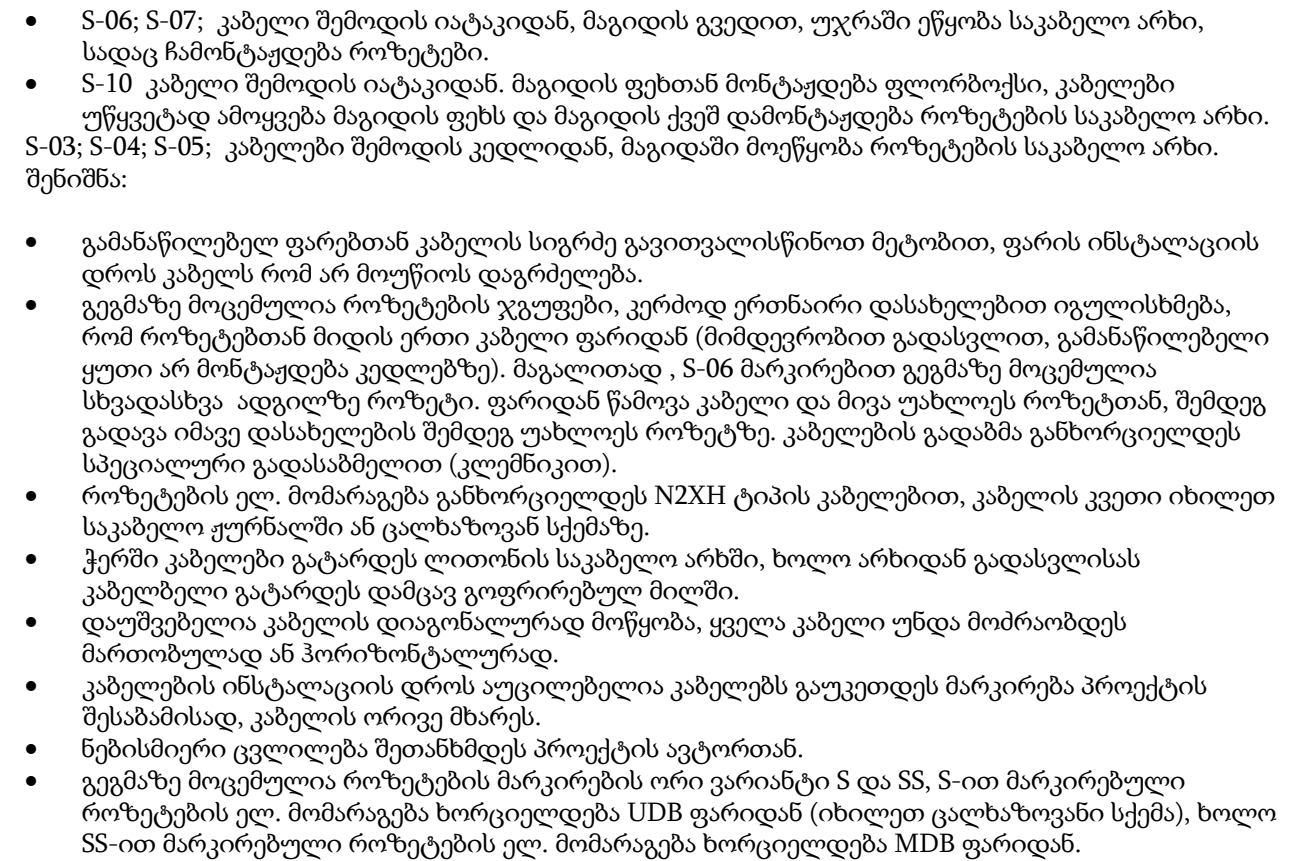 • S-06; S-07; კაბელი შემოდის იატაკიდან, მაგიდის გვედით, უჯრაში ეწყობა საკაბელო არხი,
სადაც ჩამონტაჟდება როზეტები.
• S-10 კაბელი შემოდის იატაკიდან. მაგიდის ფეხთან მონტაჟდება ფლორბოქსი, კაბელები
უწყვეტად ამოყვება მაგიდის ფეხს და მაგიდის ქვეშ დამონტაჟდება როზეტების საკაბელო არხი.
S-03; S-04; S-05; კაბელები შემოდის კედლიდან, მაგიდაში მოეწყობა როზეტების საკაბელო არხი.
შენიშნა:
• გამანაწილებელ ფარებთან კაბელის სიგრძე გავითვალისწინოთ მეტობით, ფარის ინსტალაციის
დროს კაბელს რომ არ მოუწიოს დაგრძელება.
• გეგმაზე მოცემულია როზეტების ჯგუფები, კერძოდ ერთნაირი დასახელებით იგულისხმება,
რომ როზეტებთან მიდის ერთი კაბელი ფარიდან (მიმდევრობით გადასვლით, გამანაწილებელი
ყუთი არ მონტაჟდება კედლებზე). მაგალითად , S-06 მარკირებით გეგმაზე მოცემულია
სხვადასხვა ადგილზე როზეტი. ფარიდან წამოვა კაბელი და მივა უახლოეს როზეტთან, შემდეგ
გადავა იმავე დასახელების შემდეგ უახლოეს როზეტზე. კაბელების გადაბმა განხორციელდეს
სპეციალური გადასაბმელით (კლემნიკით).
• როზეტების ელ. მომარაგება განხორციელდეს N2XH ტიპის კაბელებით, კაბელის კვეთი იხილეთ
საკაბელო ჟურნალში ან ცალხაზოვან სქემაზე.
• ჭერში კაბელები გატარდეს ლითონის საკაბელო არხში, ხოლო არხიდან გადასვლისას
კაბელბელი გატარდეს დამცავ გოფრირებულ მილში.
• დაუშვებელია კაბელის დიაგონალურად მოწყობა, ყველა კაბელი უნდა მოძრაობდეს
მართობულად ან ჰორიზონტალურად.
• კაბელების ინსტალაციის დროს აუცილებელია კაბელებს გაუკეთდეს მარკირება პროექტის
შესაბამისად, კაბელის ორივე მხარეს.
• ნებისმიერი ცვლილება შეთანხმდეს პროექტის ავტორთან.
• გეგმაზე მოცემულია როზეტების მარკირების ორი ვარიანტი S და SS, S-ით მარკირებული
როზეტების ელ. მომარაგება ხორციელდება UDB ფარიდან (იხილეთ ცალხაზოვანი სქემა), ხოლო
SS-ით მარკირებული როზეტების ელ. მომარაგება ხორციელდება MDB ფარიდან.